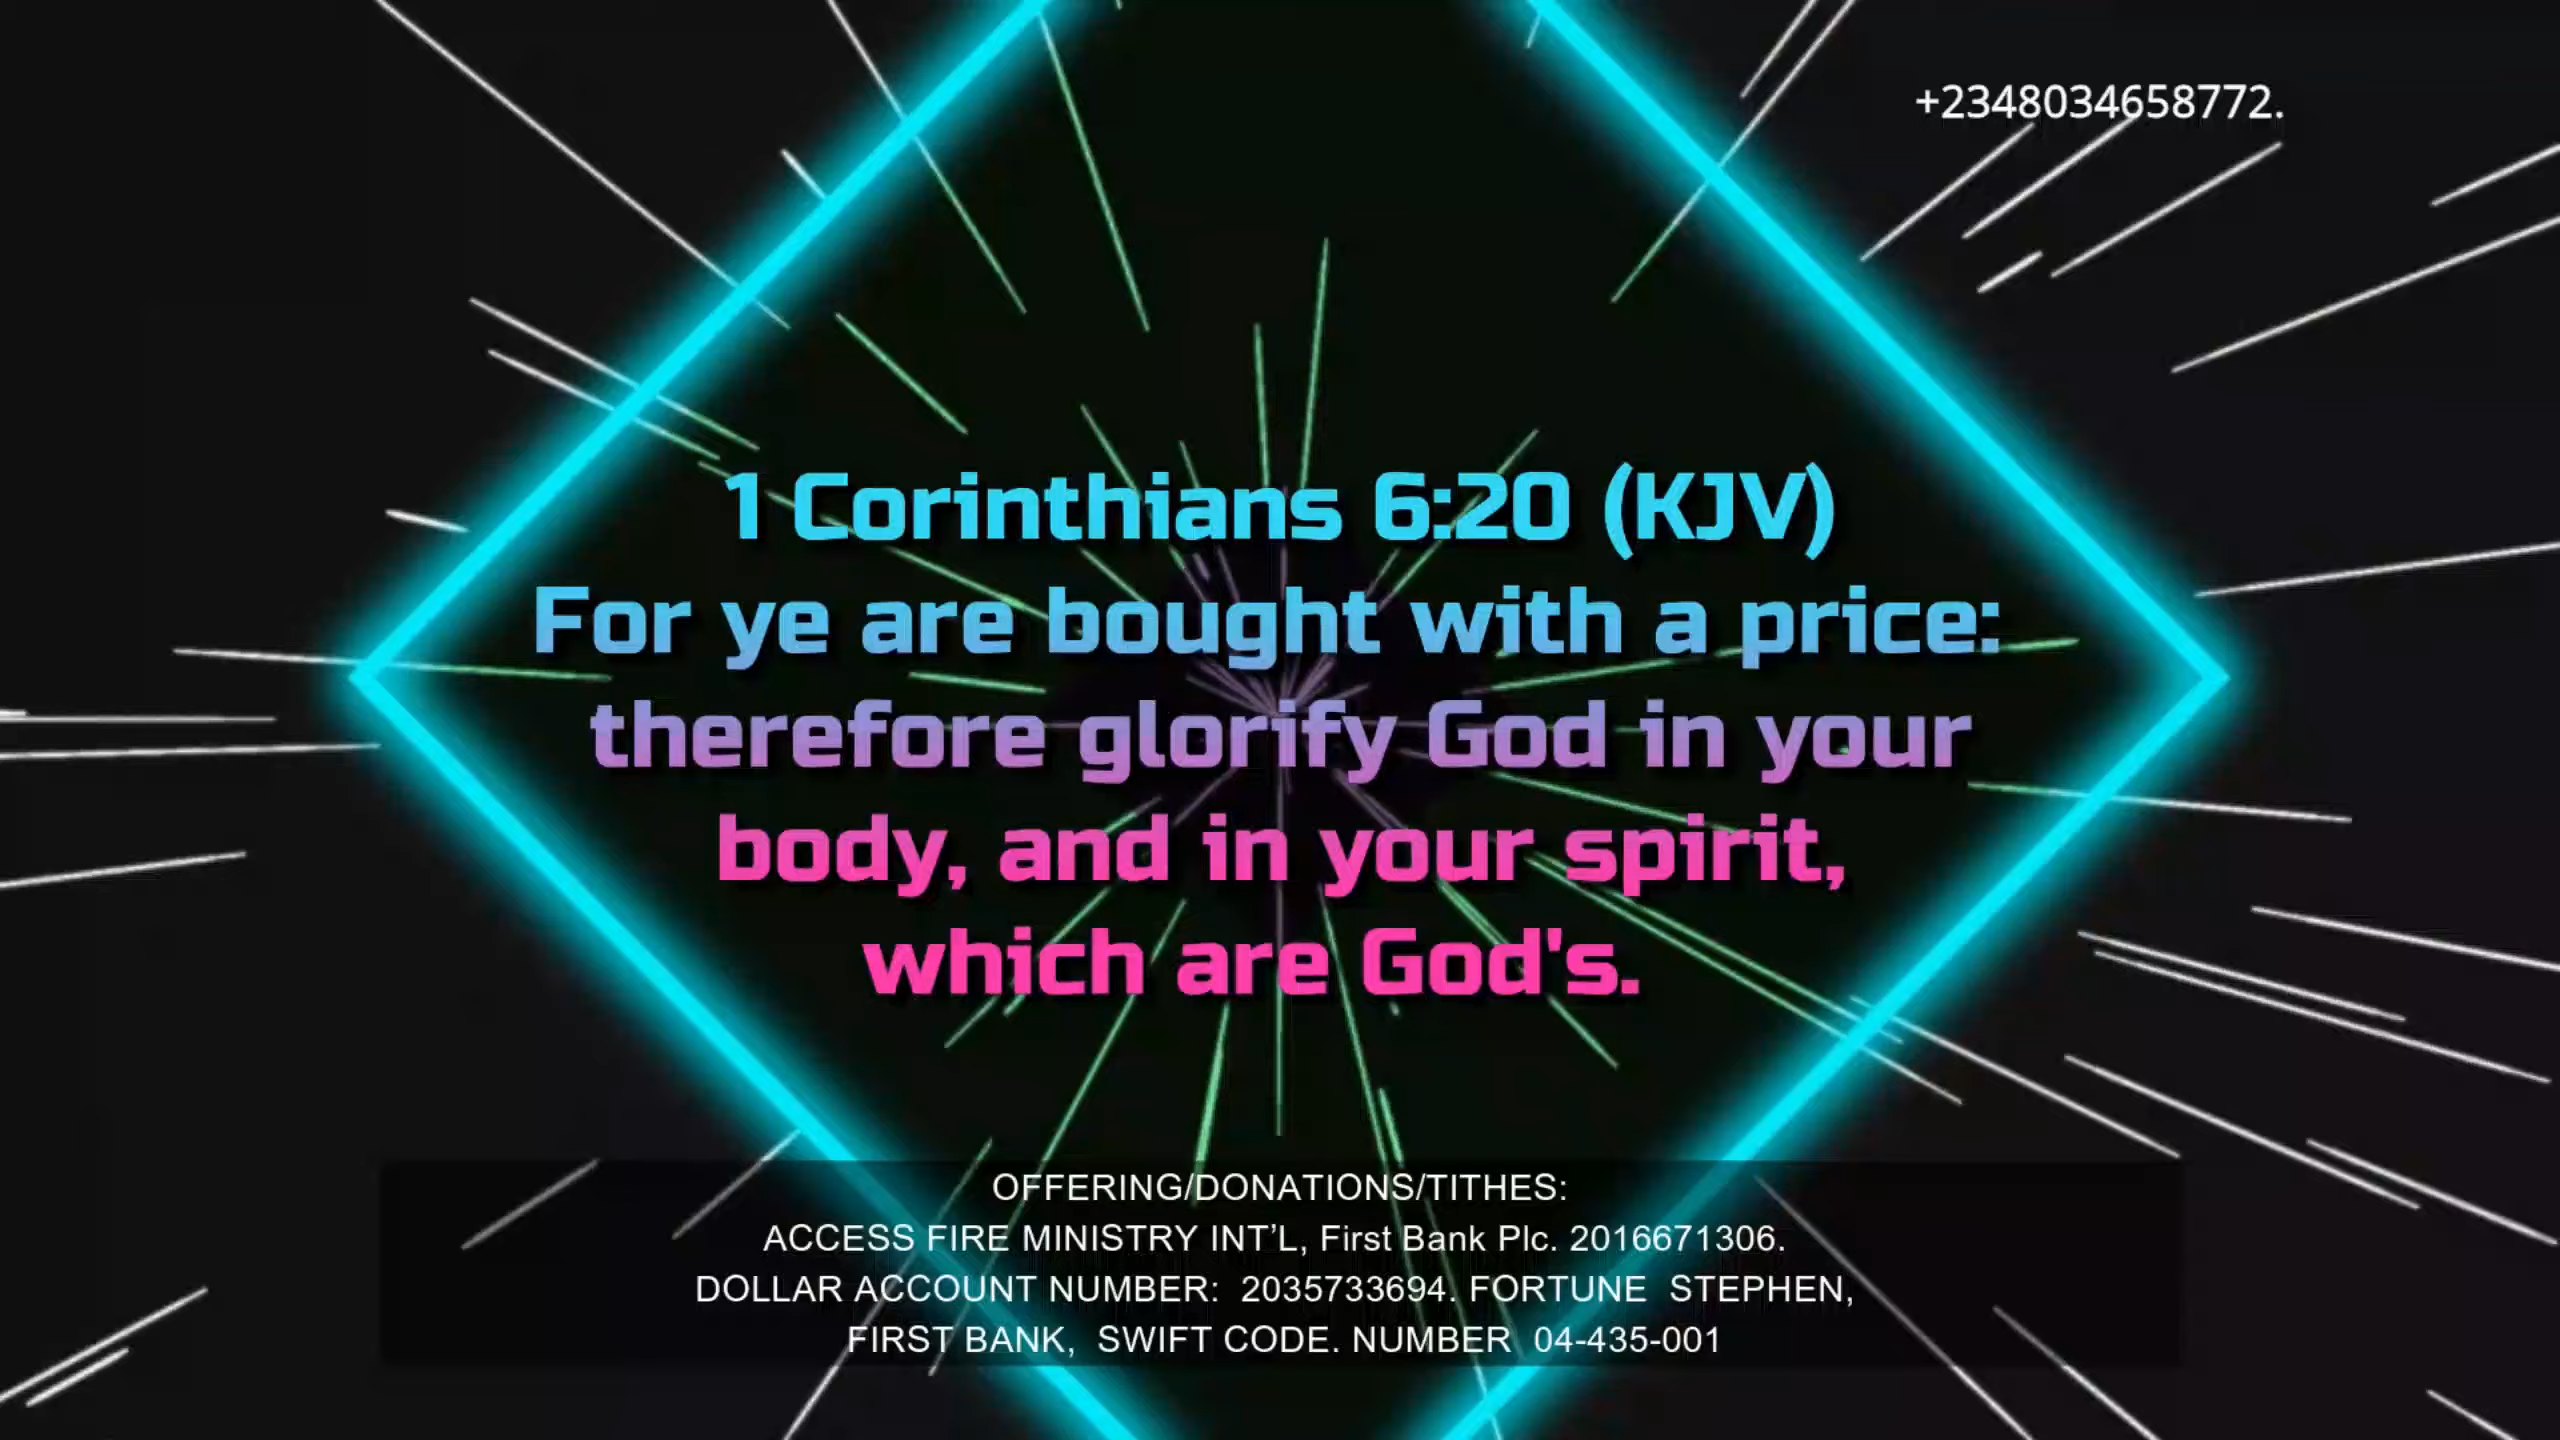 +2348034658772.
1 Corinthians 6:20 (KJV)
For ye are bought with a price:
therefore glorify God in your
body, and in your spirit,
which are God's.
OFFERING/DONATIONS/TITHES:
ACCESS FIRE MINISTRY INT’L, First Bank Plc. 2016671306.
DOLLAR ACCOUNT NUMBER:  2035733694. FORTUNE  STEPHEN,
FIRST BANK,  SWIFT CODE. NUMBER  04-435-001